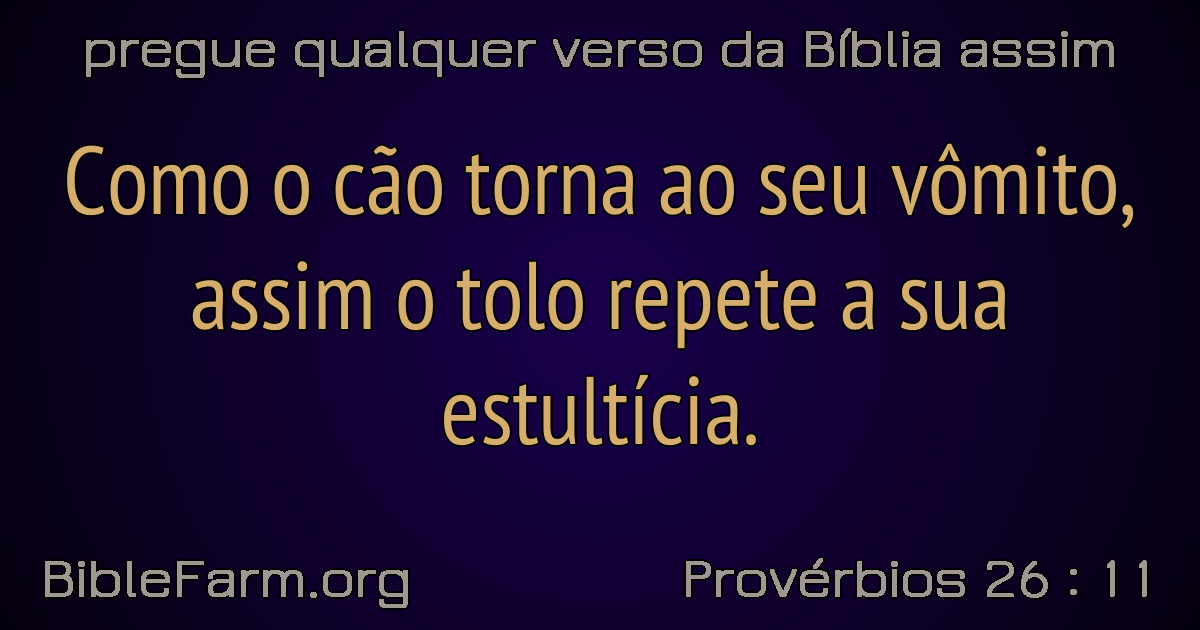 pregue qualquer verso da Bíblia assim
Como o cão torna ao seu vômito,
assim o tolo repete a sua
estultícia.
BibleFarm.org
Provérbios 26 : 11